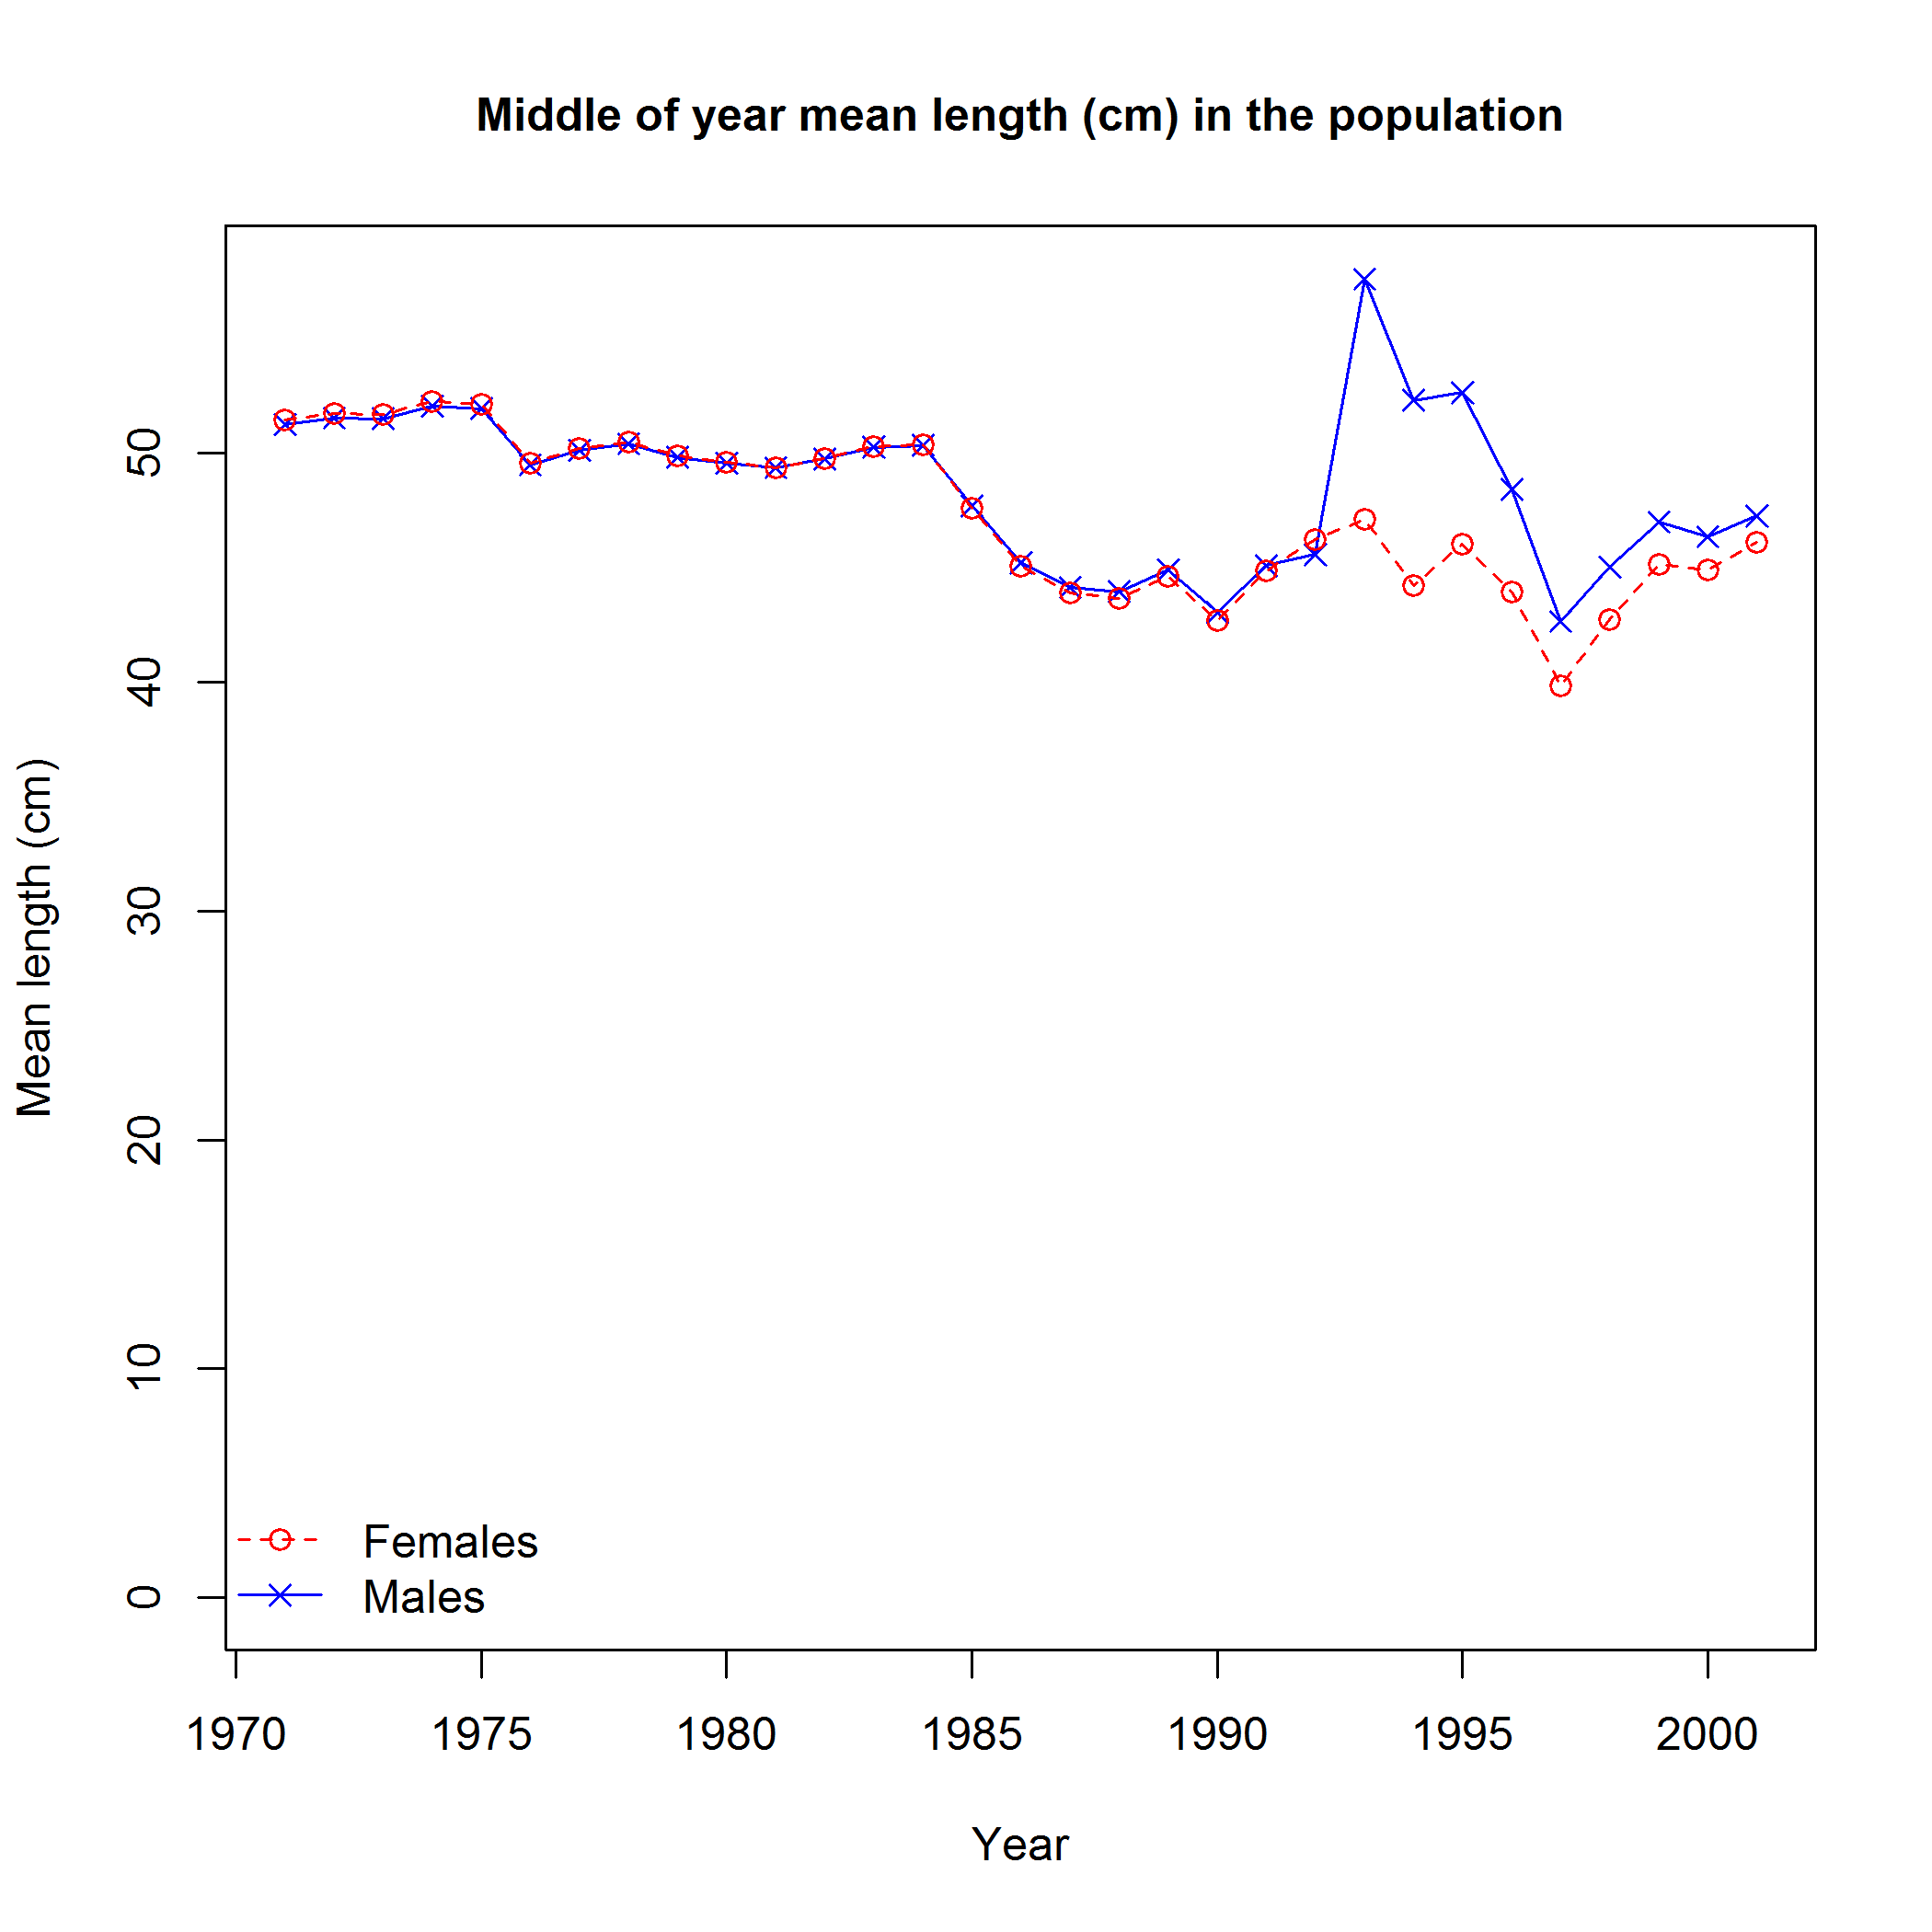 Middle of year mean length (cm) in the population
Mean length (cm)
50
40
30
20
10
0
Females
Males
1970 1975 1980 1985 1990 1995 2000
Year